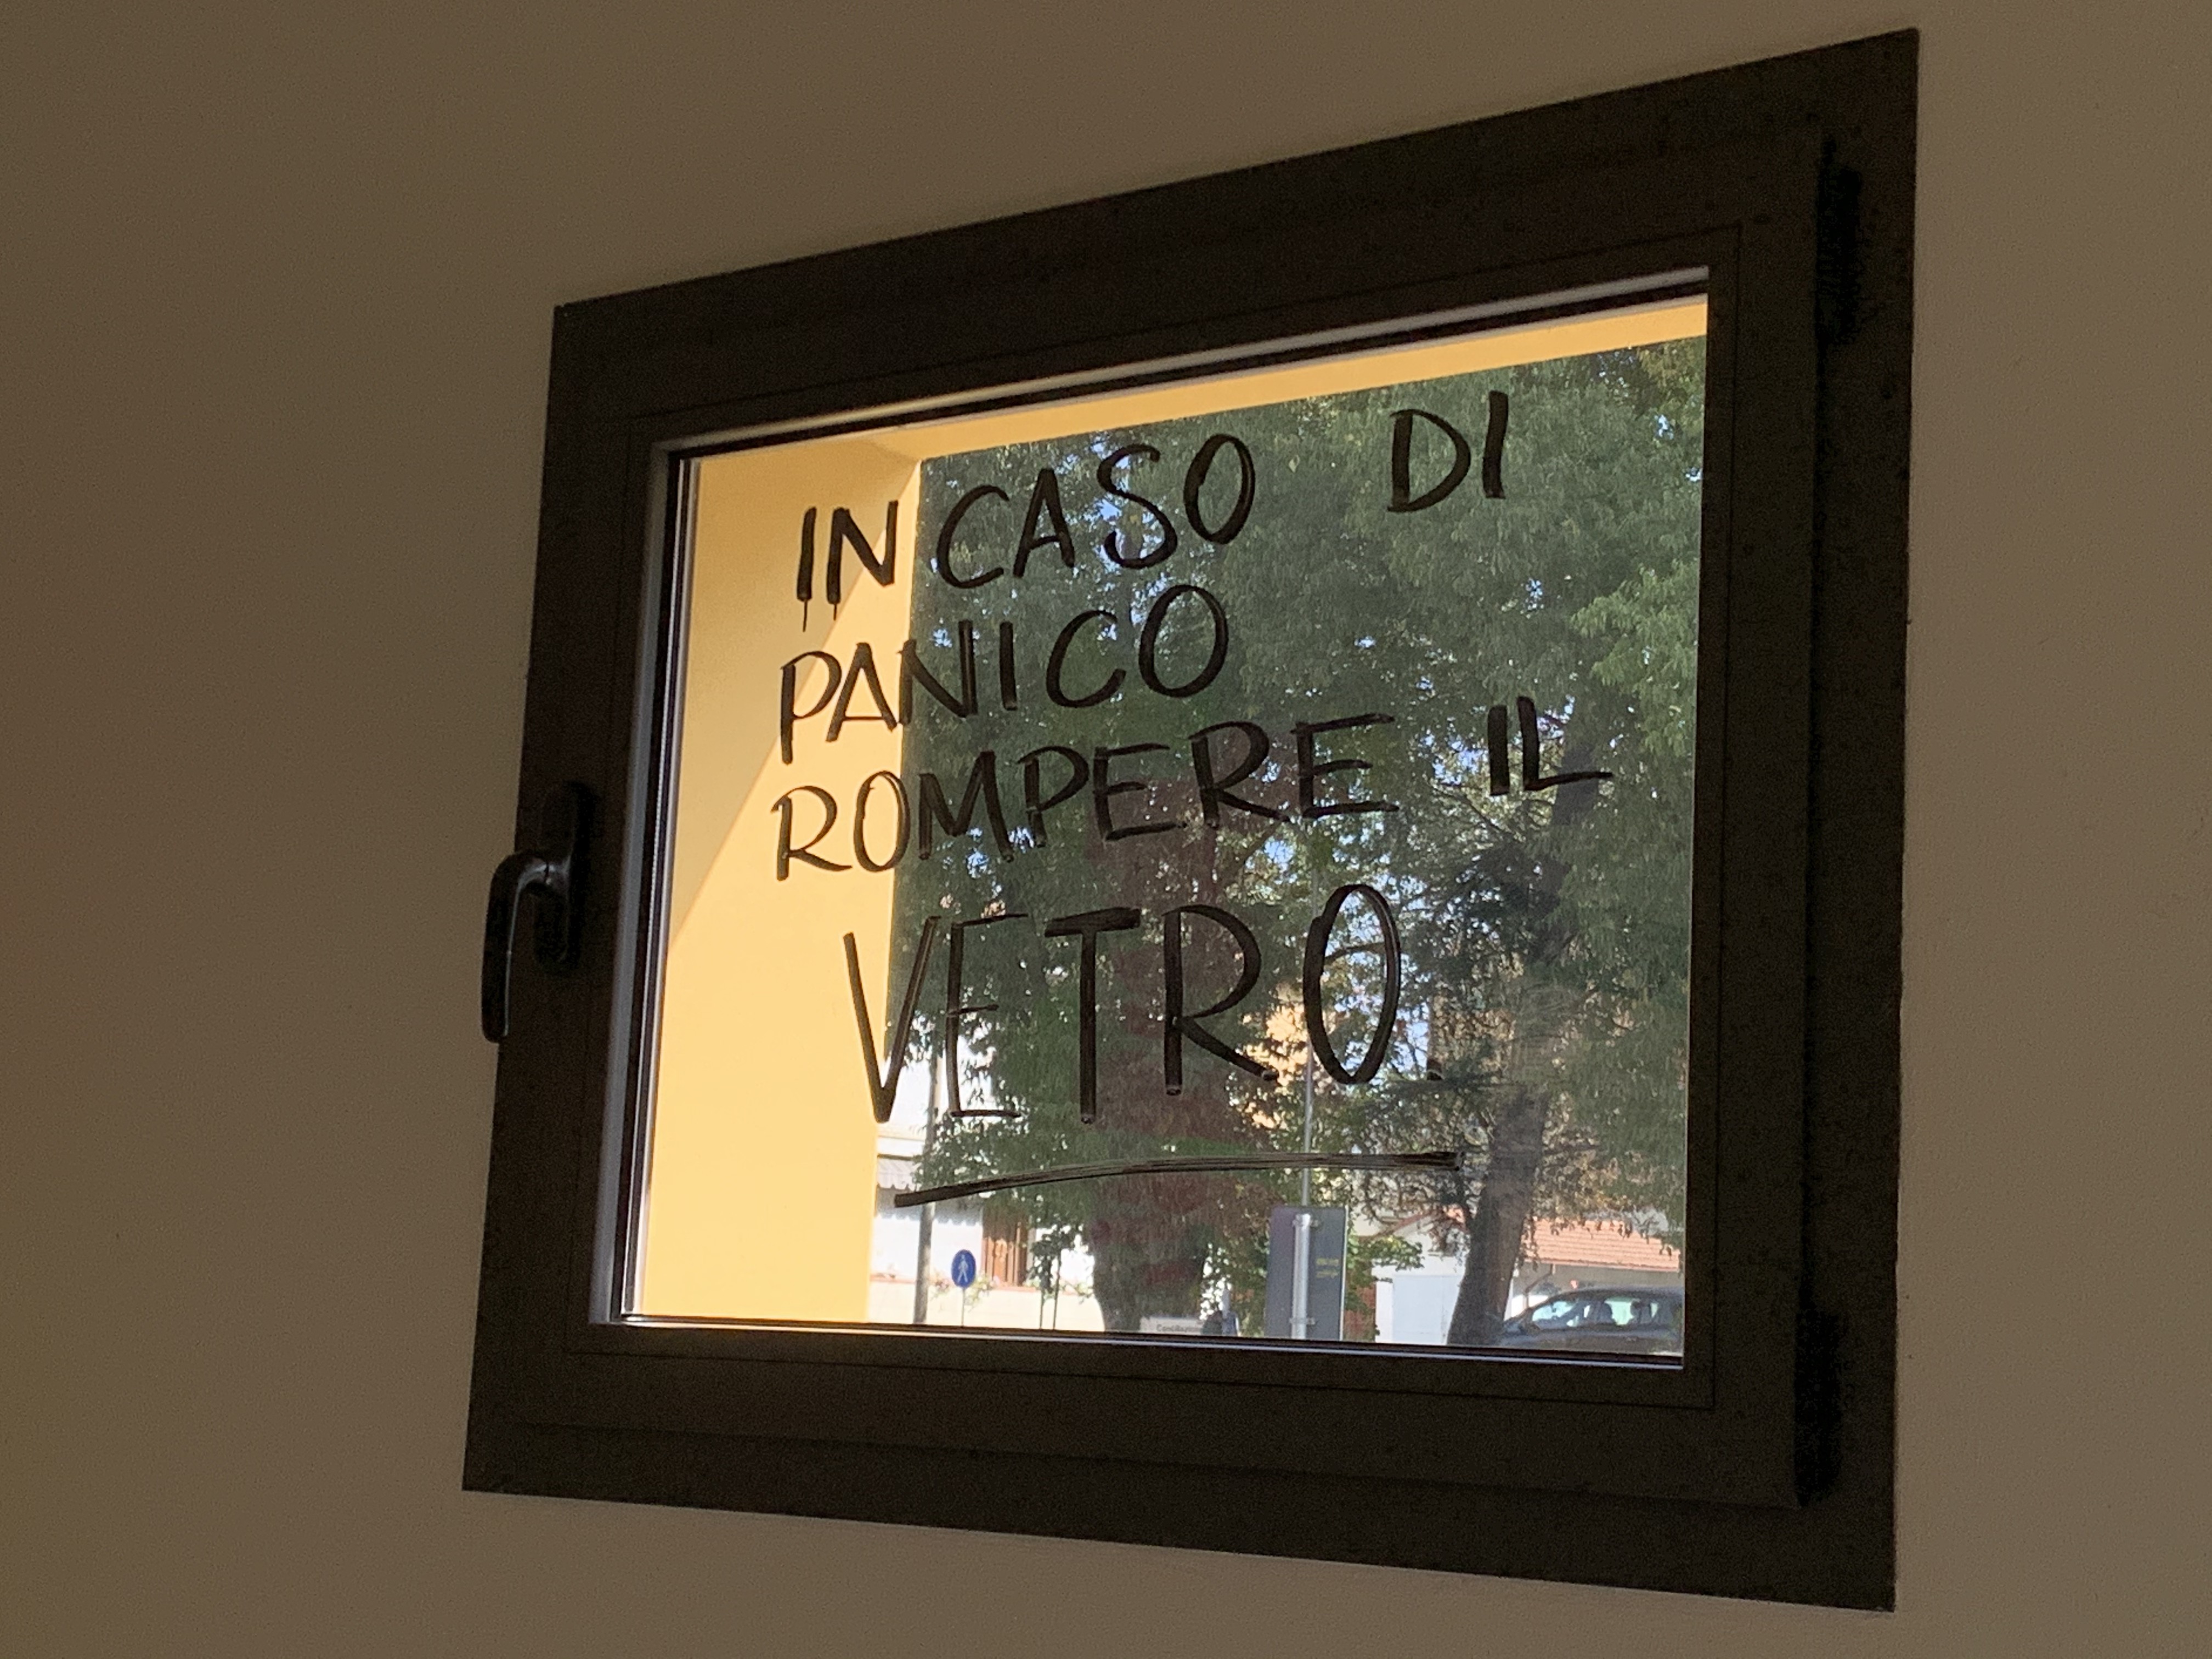 IN CASO DI
PANICO
ROMPERE IL
VETRO.